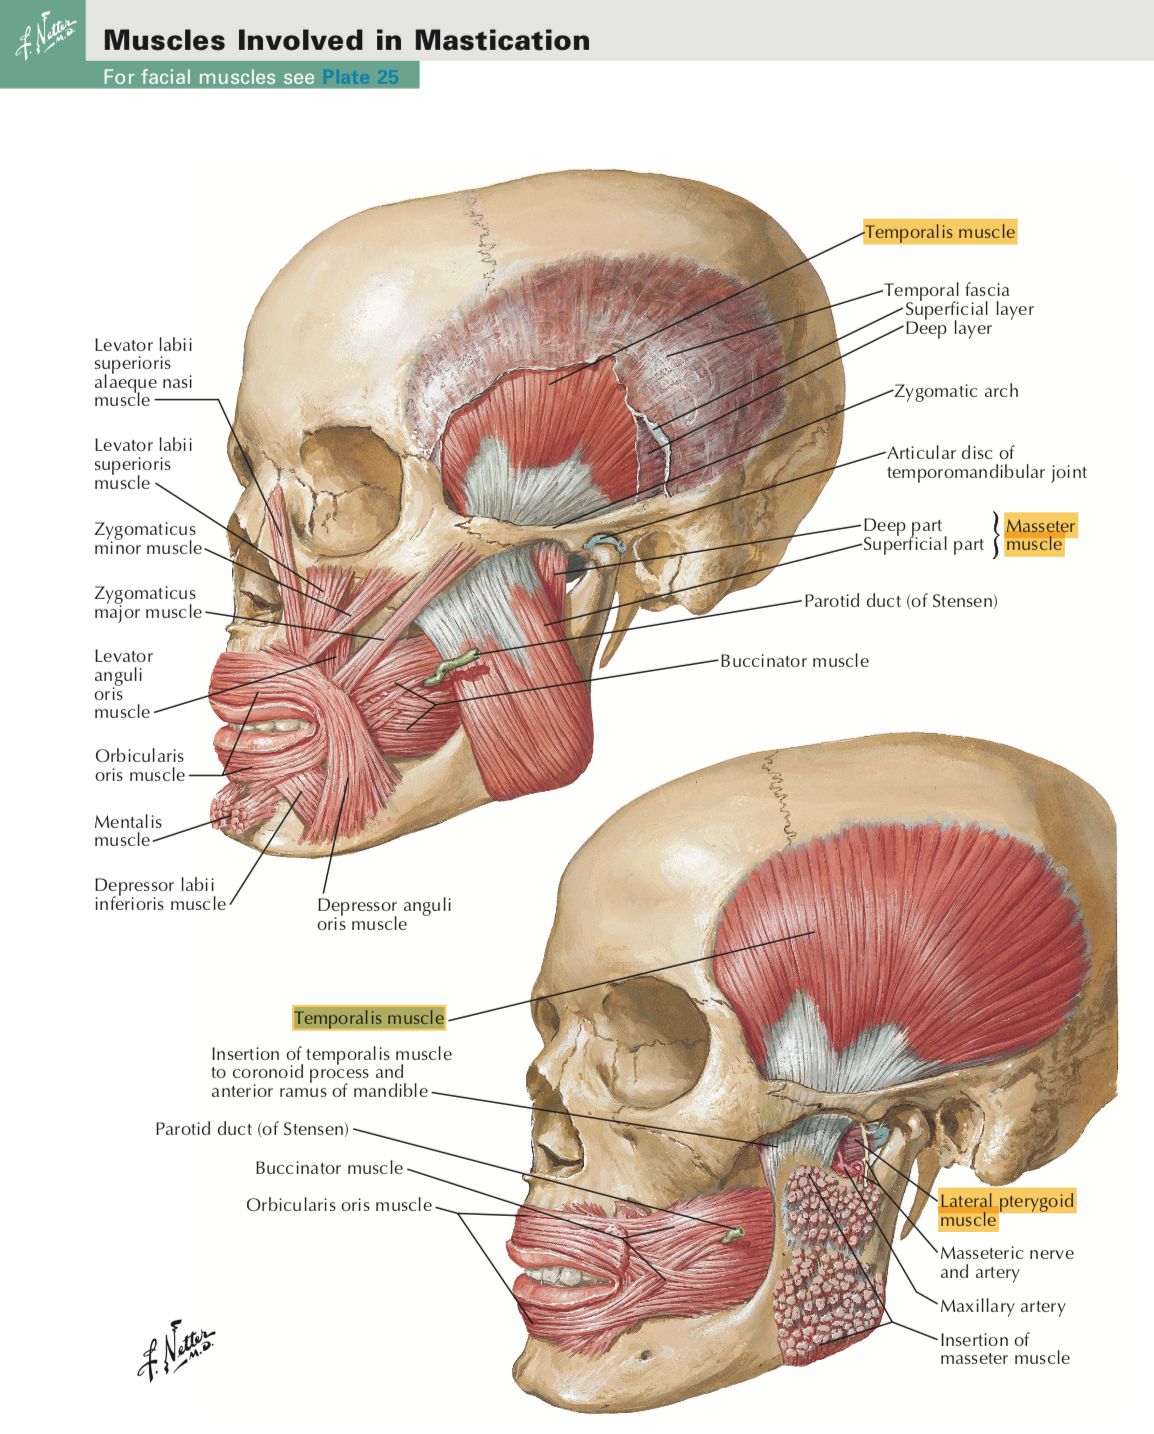 F. Netter M.D.
Muscles Involved in Mastication
For facial muscles see Plate 25
Temporalis muscle
Temporal fascia
Superficial layer
Deep layer
Zygomatic arch
Articular disc of
temporomandibular joint
Deep part
Superficial part
Masseter
muscle
Parotid duct (of Stensen)
Buccinator muscle
Levator labii
superioris
alaeque nasi
muscle
Levator labii
superioris
muscle
Zygomaticus
minor muscle
Zygomaticus
major muscle
Levator
anguli
oris
muscle
Orbicularis
oris muscle
Mentalis
muscle
Depressor labii
inferioris muscle
Depressor anguli
oris muscle
Temporalis muscle
Insertion of temporalis muscle
to coronoid process and
anterior ramus of mandible
Parotid duct (of Stensen)
Buccinator muscle
Orbicularis oris muscle
Lateral pterygoid
muscle
Masseteric nerve
and artery
Maxillary artery
Insertion of
masseter muscle
F. Netter M.D.